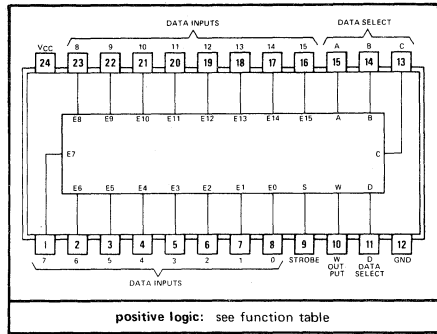 DATA INPUTS DATA SELECT
VCC 8 9 10 11 12 13 14 15 A B C
24 23 22 21 20 19 18 17 16 15 14 13
E8 E9 E10 E11 E12 E13 E14 E15 A B
E7 C
E6 E5 E4 E3 E2 E1 E0 S W D
1 2 3 4 5 6 7 8 9 10 11 12
7 6 5 4 3 2 1 0 STROBE W D GND
OUT DATA
PUT SELECT
DATA INPUTS
positive logic: see function table